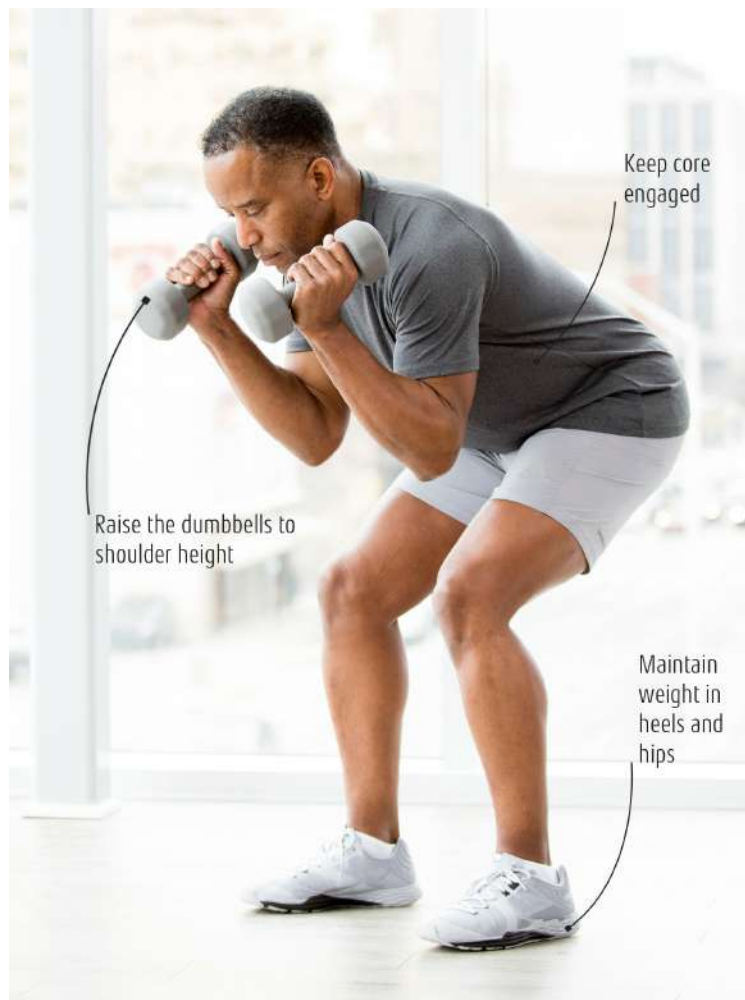 Keep core
engaged
Raise the dumbbells to
shoulder height
Maintain
weight in
heels and
hips